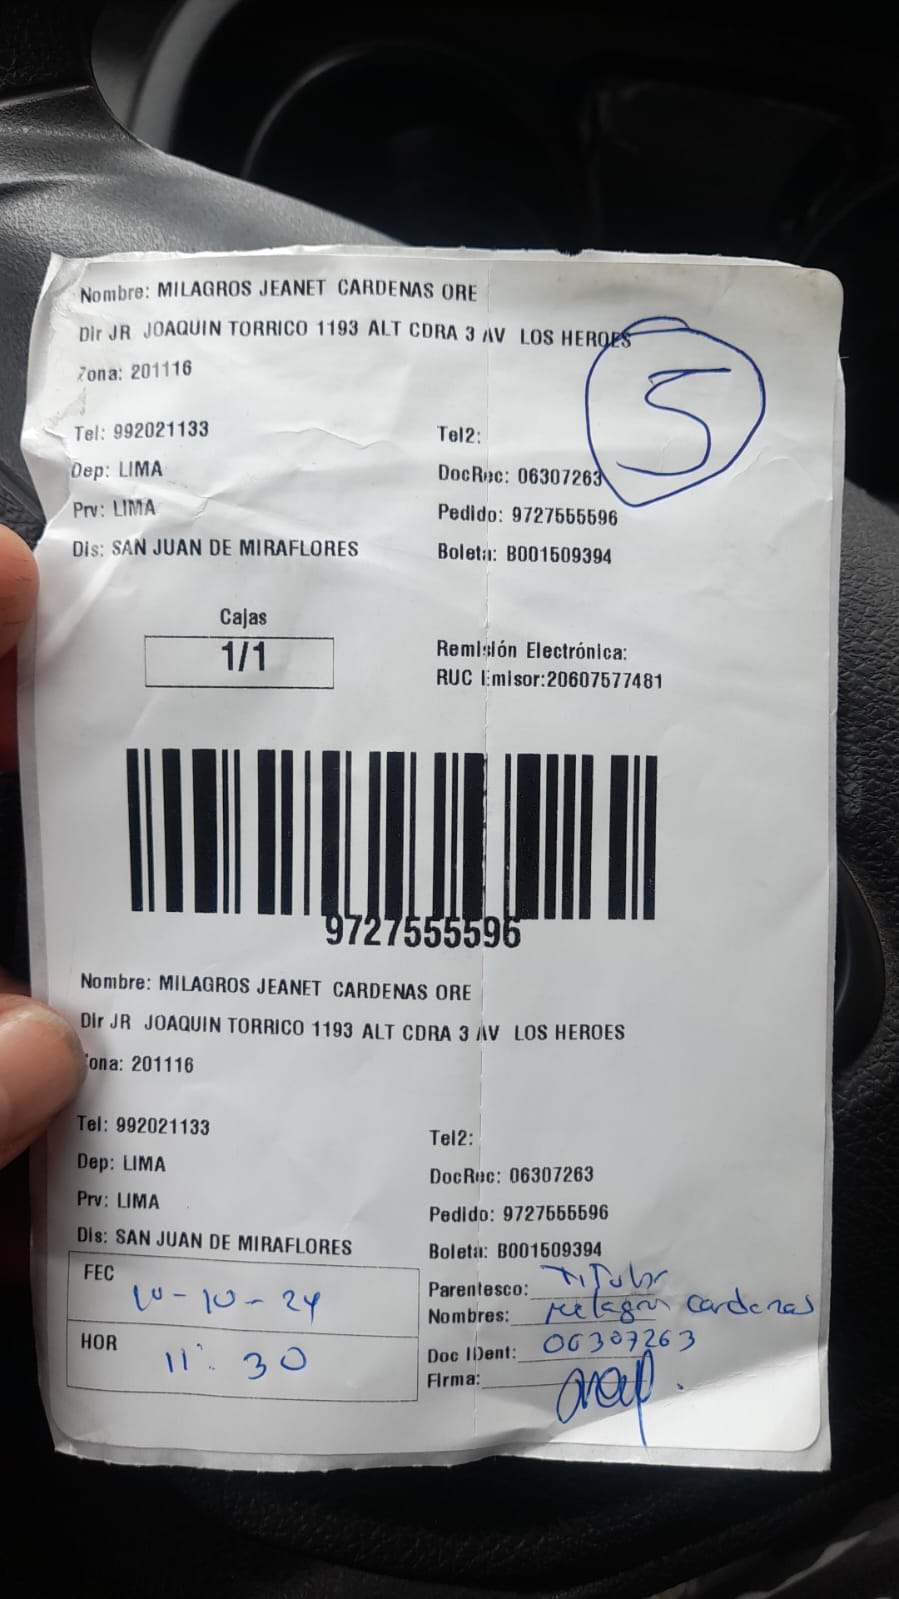 Nombre: MILAGROS JEANET CARDENAS ORE
Dir JR JOAQUIN TORRICO 1193 ALT CDRA 3 AV LOS HEROES
Zona: 201116
5
Tel: 992021133
Tel2:
Dep: LIMA
DocRec: 06307263
Prv: LIMA
Pedido: 9727555596
Dis: SAN JUAN DE MIRAFLORES
Boleta: B001509394
Cajas
1/1
Remisión Electrónica:
RUC Emisor:20607577481
9727555596
Nombre: MILAGROS JEANET CARDENAS ORE
Dir JR JOAQUIN TORRICO 1193 ALT CDRA 3 AV LOS HEROES
Zona: 201116
Tel: 992021133
Tel2:
Dep: LIMA
DocRec: 06307263
Prv: LIMA
Pedido: 9727555596
Dis: SAN JUAN DE MIRAFLORES
Boleta: B001509394
FEC 10-10-24
Parentesco: Titular
Nombres: Milagros Cardenas
HOR 11:30
Doc IDent: 06307263
Firma: